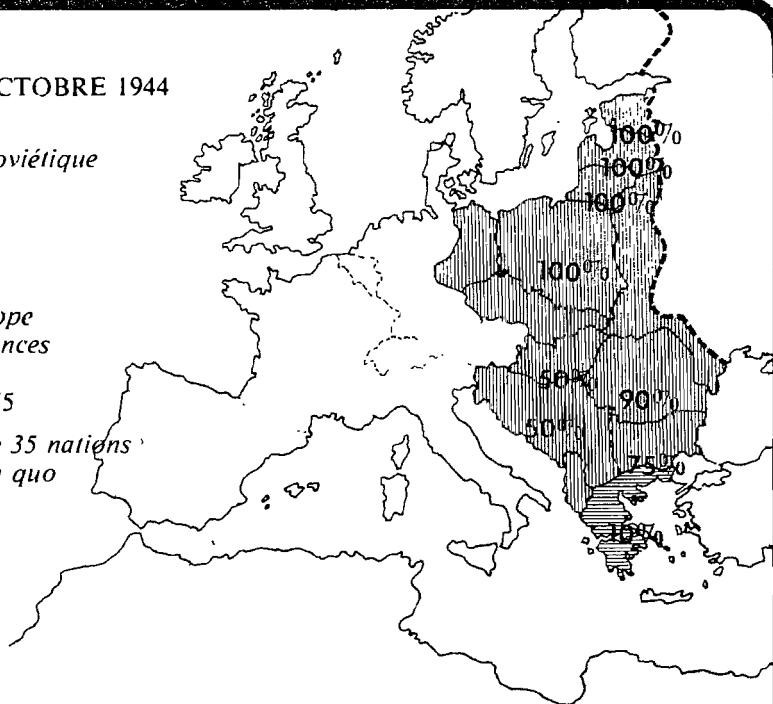 CTOBRE 1944
oviétique
ope
nces
5
e 35 nations
n quo
100%
100%
100%
100%
50%
90%
50%
75%
10%